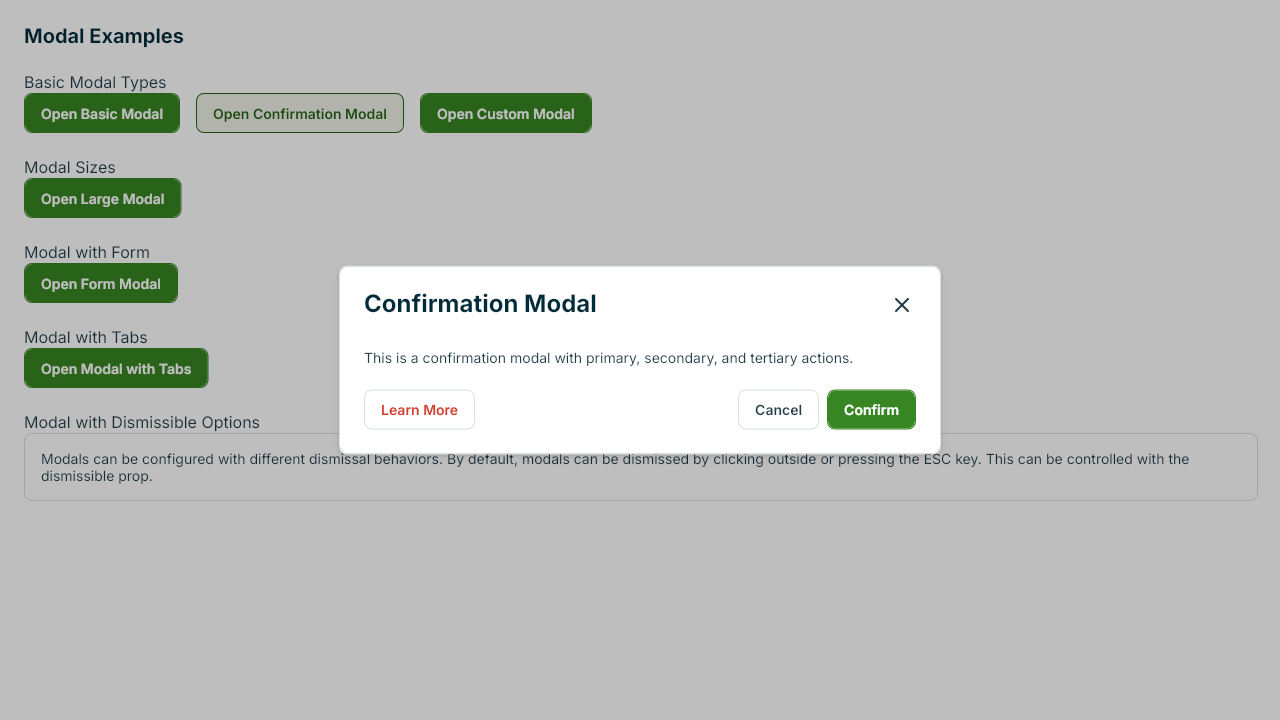 Modal Examples
Basic Modal Types
Open Basic Modal
Open Confirmation Modal
Open Custom Modal
Modal Sizes
Open Large Modal
Modal with Form
Open Form Modal
Modal with Tabs
Open Modal with Tabs
Modal with Dismissible Options
Modals can be configured with different dismissal behaviors. By default, modals can be dismissed by clicking outside or pressing the ESC key. This can be controlled with the
dismissible prop.
Confirmation Modal
This is a confirmation modal with primary, secondary, and tertiary actions.
Learn More
Cancel
Confirm